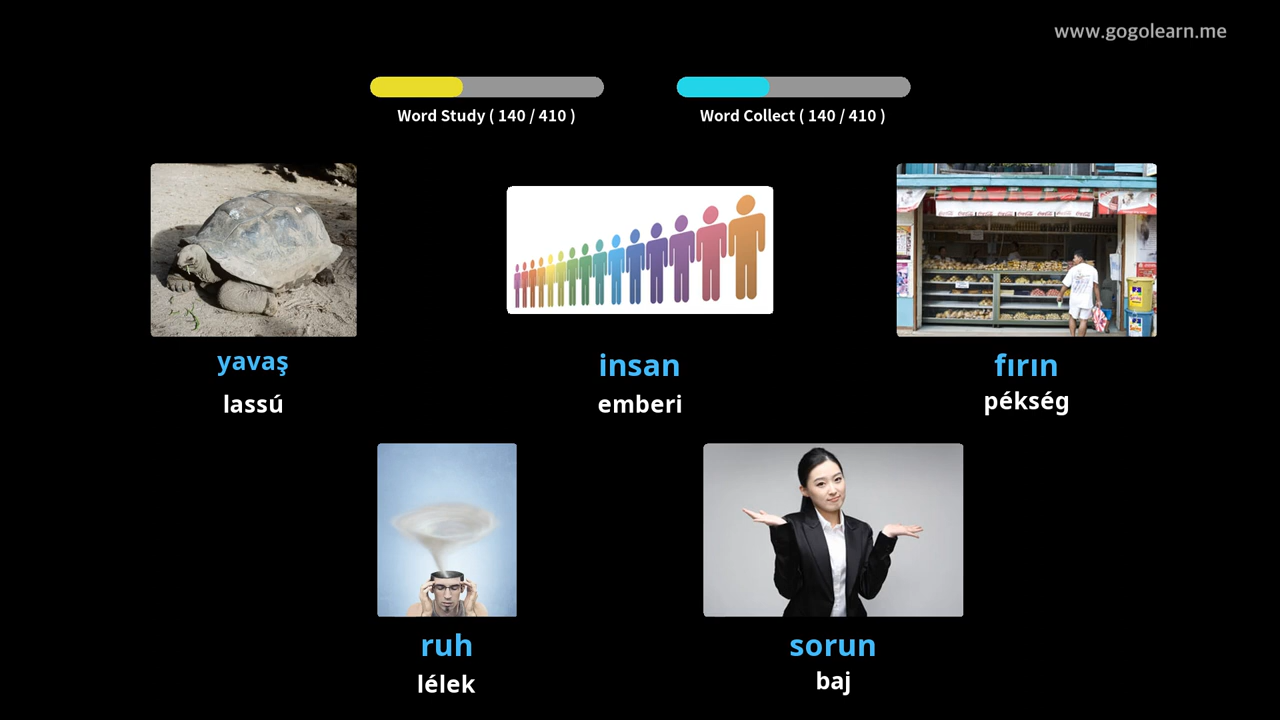 www.gogolearn.me
Word Study ( 140 / 410 )
Word Collect ( 140 / 410 )
yavaş
lassú
insan
emberi
fırın
pékség
ruh
lélek
sorun
baj